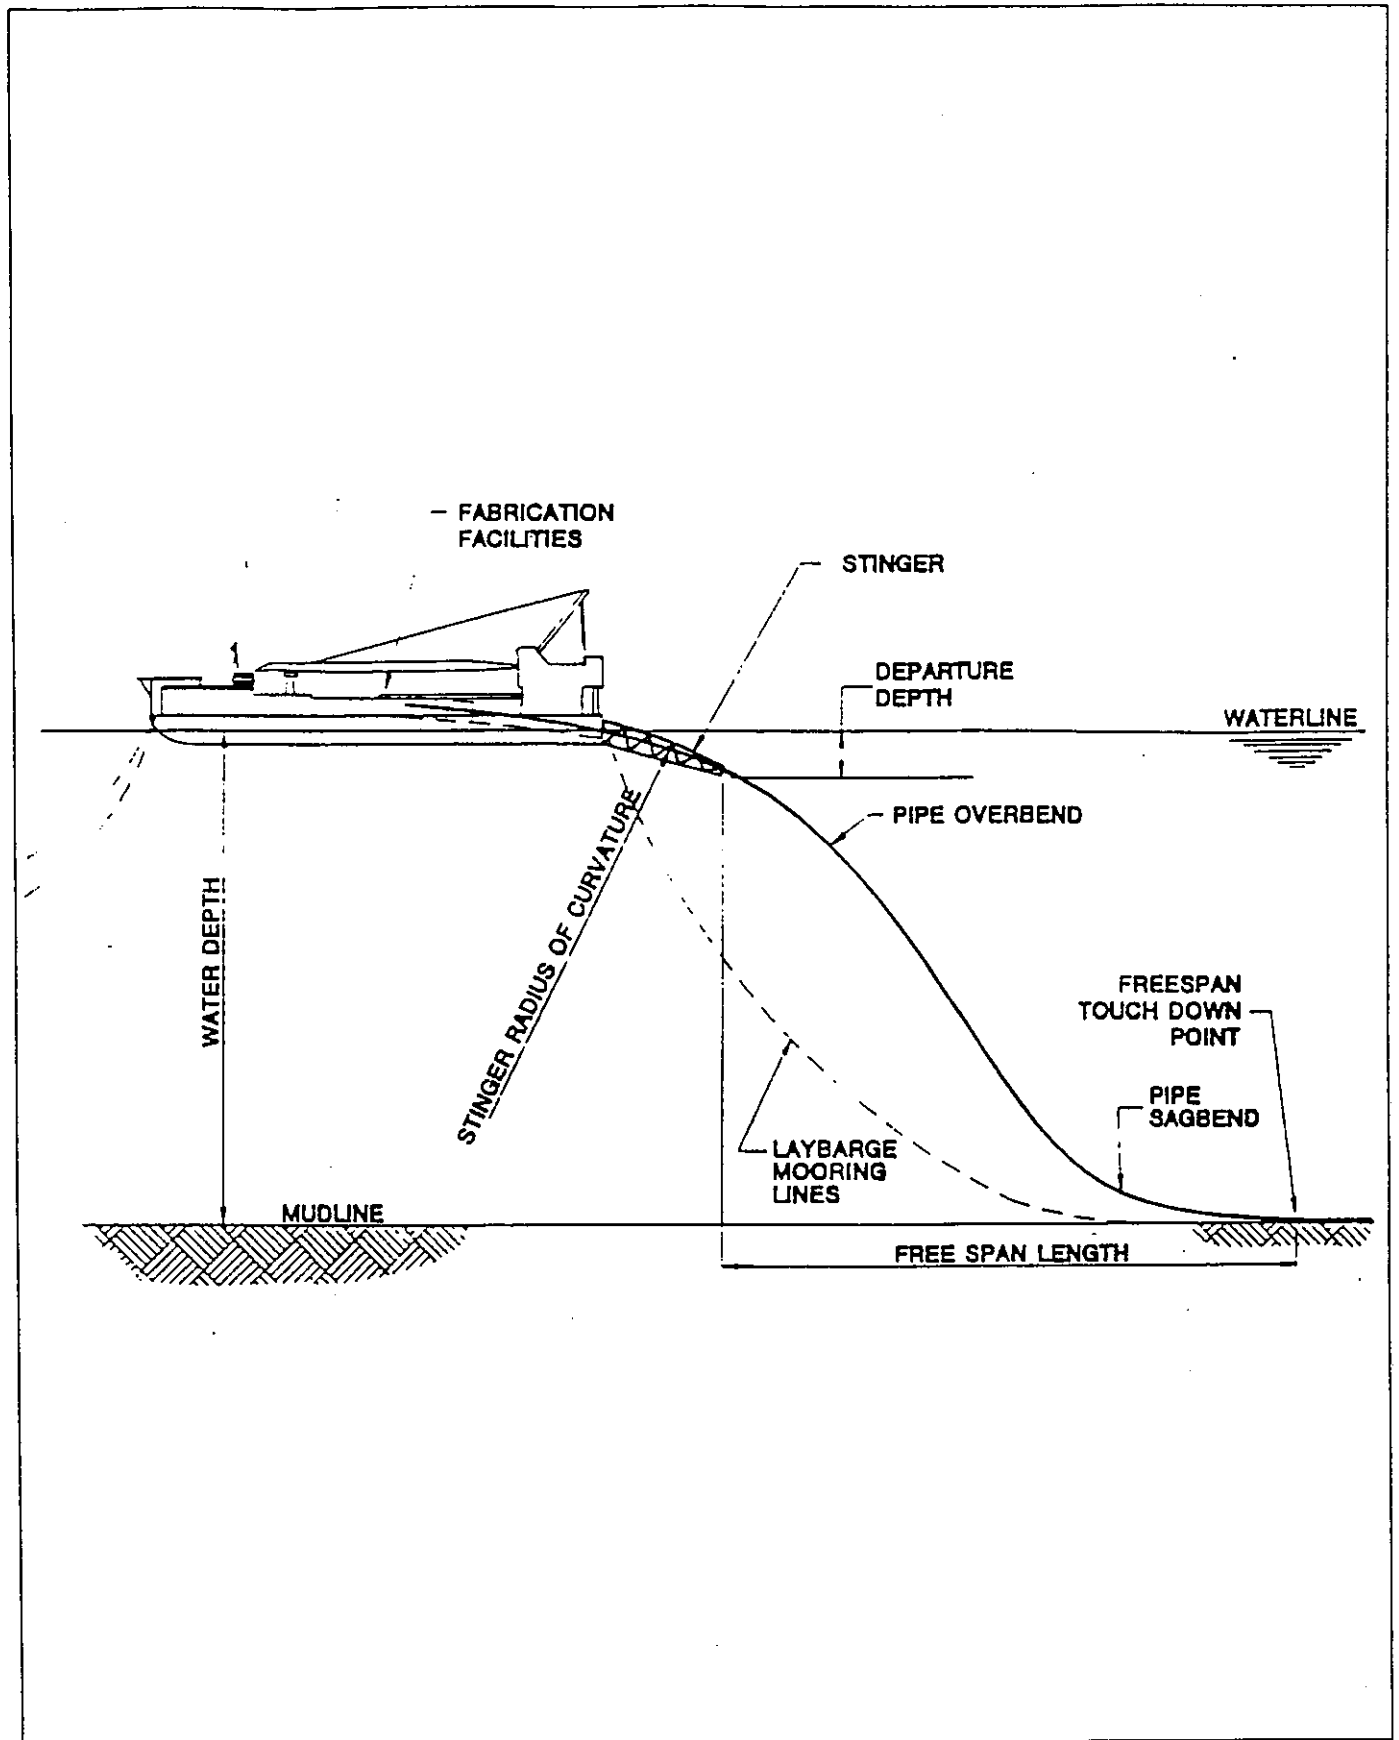 — FABRICATION
FACILITIES
STINGER
DEPARTURE
DEPTH
WATERLINE
PIPE OVERBEND
STINGER RADIUS OF CURVATURE
WATER DEPTH
FREESPAN
TOUCH DOWN
POINT
PIPE
SAGBEND
LAYBARGE
MOORING
LINES
MUDLINE
FREE SPAN LENGTH